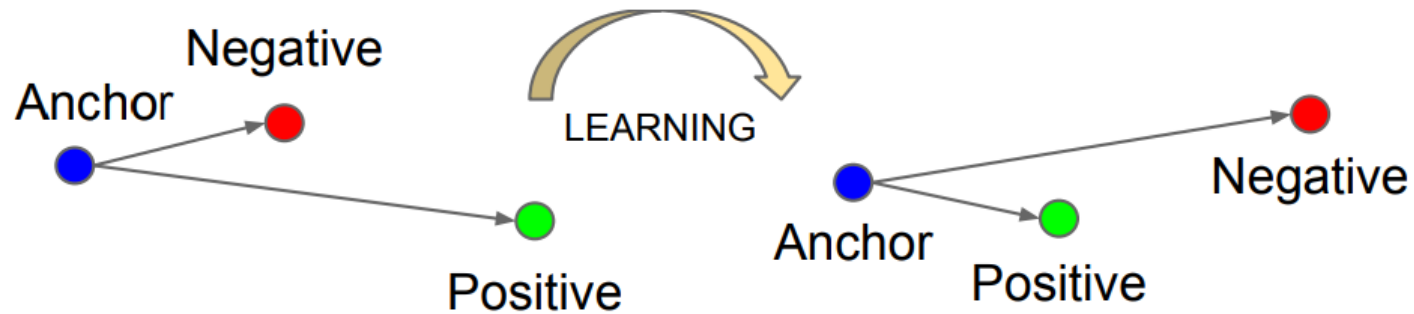 Negative
Anchor
Positive
LEARNING
Anchor
Positive
Negative